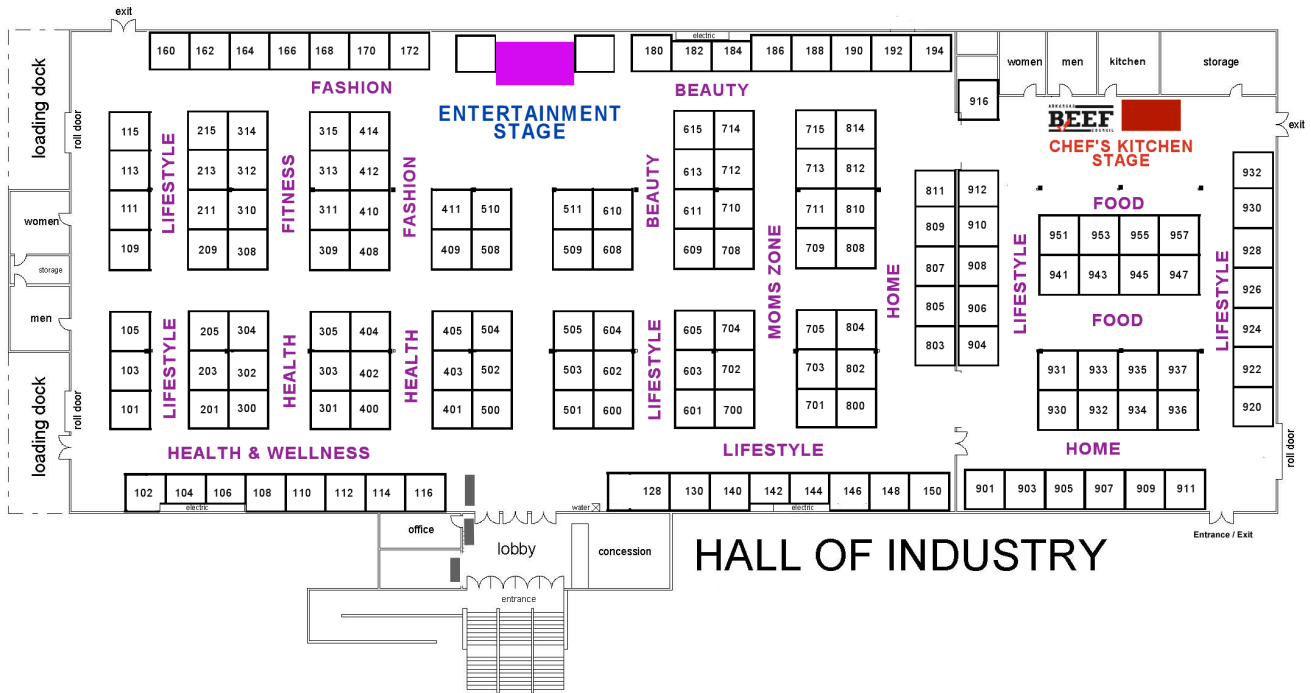 exit
160 162 164 166 168 170 172
180 182 184 186 188 190 192 194
electric
women men kitchen storage
loading dock
roll door
FASHION
BEAUTY
916
ENTERTAINMENT
STAGE
ARKANSAS
BEEF
COUNCIL
CHEF'S KITCHEN
STAGE
exit
115 215 314 315 414 615 714 715 814
113 213 312 313 412 613 712 713 812
111 211 310 311 410 411 510 511 610 611 710 711 810
109 209 308 309 408 409 508 509 608 609 708 709 808
LIFESTYLE
FITNESS
FASHION
BEAUTY
MOMS ZONE
HOME
811 912
809 910
807 908
805 906
803 904
LIFESTYLE
FOOD
951 953 955 957
941 943 945 947
FOOD
LIFESTYLE
932
930
928
926
924
922
920
women
storage
men
105 205 304 305 404 405 504 505 604 605 704 705 804
103 203 302 303 402 403 502 503 602 603 702 703 802
101 201 300 301 400 401 500 501 600 601 700 701 800
LIFESTYLE
HEALTH
HEALTH
LIFESTYLE
931 933 935 937
930 932 934 936
loading dock
roll door
roll door
HEALTH & WELLNESS
LIFESTYLE
HOME
102 104 106 108 110 112 114 116
electric
128 130 140 142 144 146 148 150
electric
901 903 905 907 909 911
water
office
lobby
concession
entrance
Entrance / Exit
HALL OF INDUSTRY